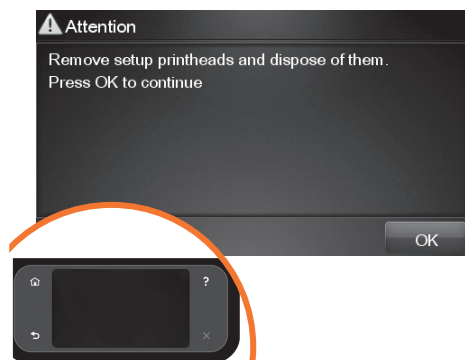 Attention
Remove setup printheads and dispose of them.
Press OK to continue
OK
?